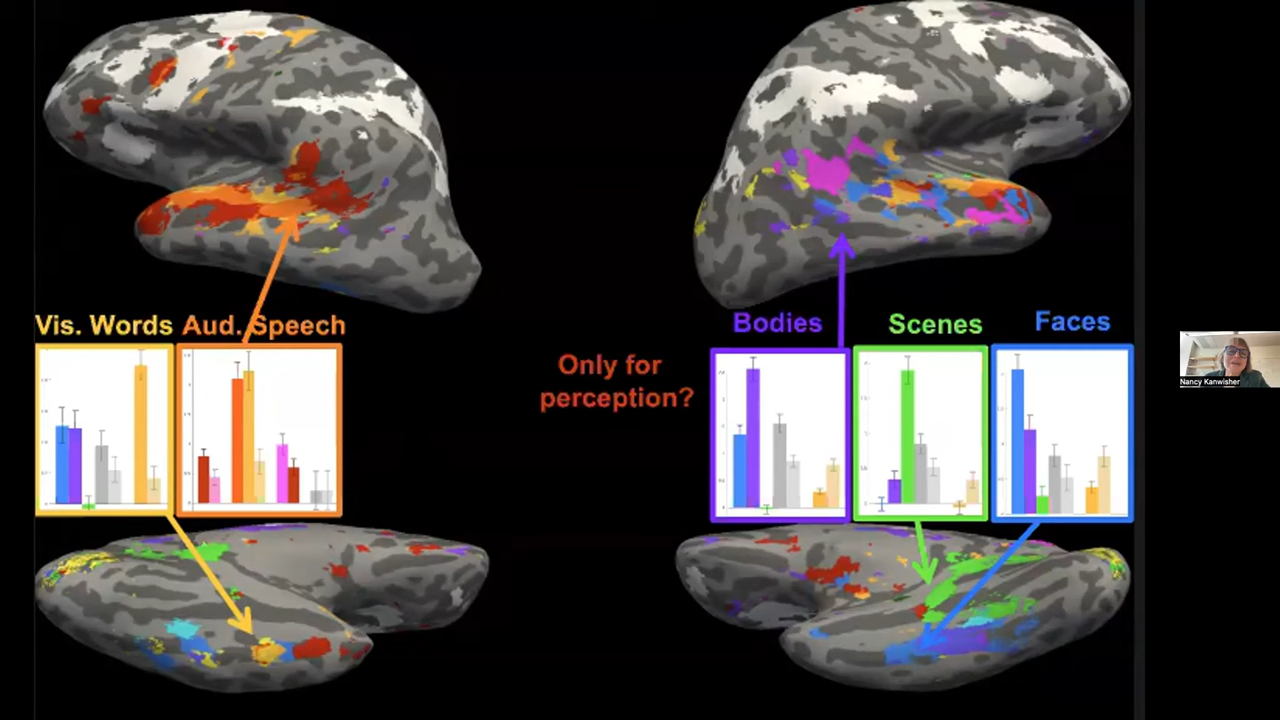 Vis. Words
Aud. Speech
Only for
perception?
Bodies
Scenes
Faces
Nancy Kanwisher